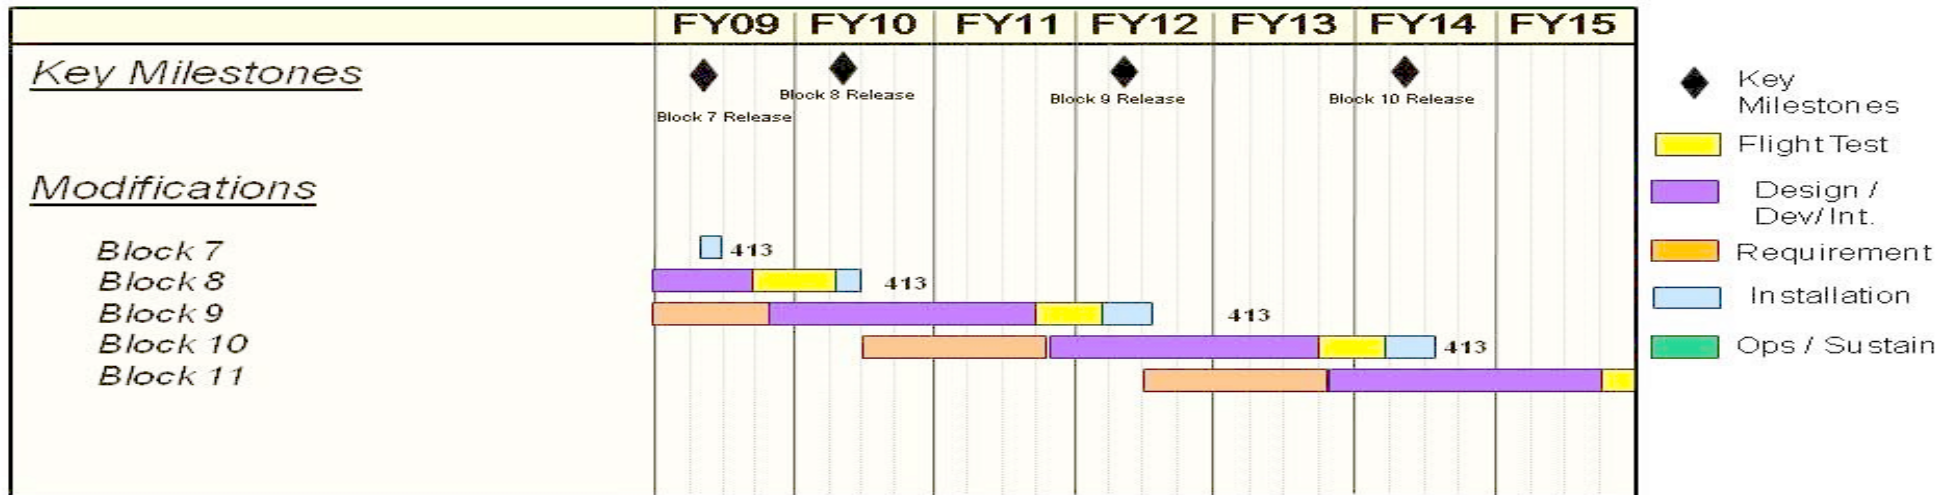 FY09 FY10 FY11 FY12 FY13 FY14 FY15
Key Milestones
Block 7 Release
Block 8 Release
Block 9 Release
Block 10 Release
Modifications
Block 7 413
Block 8 413
Block 9 413
Block 10 413
Block 11
Key
Milestones
Flight Test
Design /
Dev/Int.
Requirement
Installation
Ops / Sustain